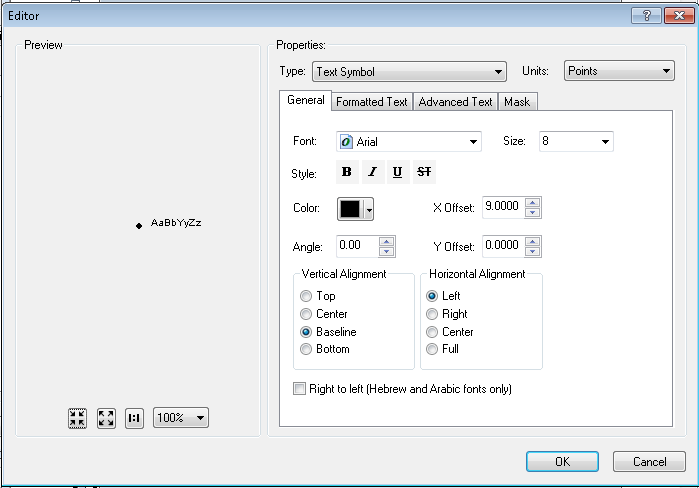 Editor
Preview
AaBbYyZz
100%
Properties:
Type: Text Symbol Units: Points
General Formatted Text Advanced Text Mask
Font: Arial Size: 8
Style: B I U ST
Color: X Offset: 9.0000
Angle: 0.00 Y Offset: 0.0000
Vertical Alignment
Top
Center
Baseline
Bottom
Horizontal Alignment
Left
Right
Center
Full
Right to left (Hebrew and Arabic fonts only)
OK Cancel